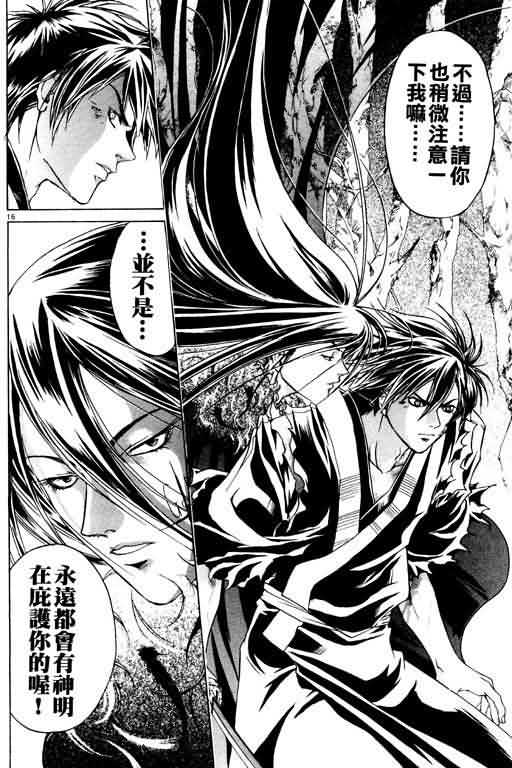 不過……請你
也稍微注意一
下我嘛……
…並不是…
永遠都會有神明
在庇護你的喔！
16